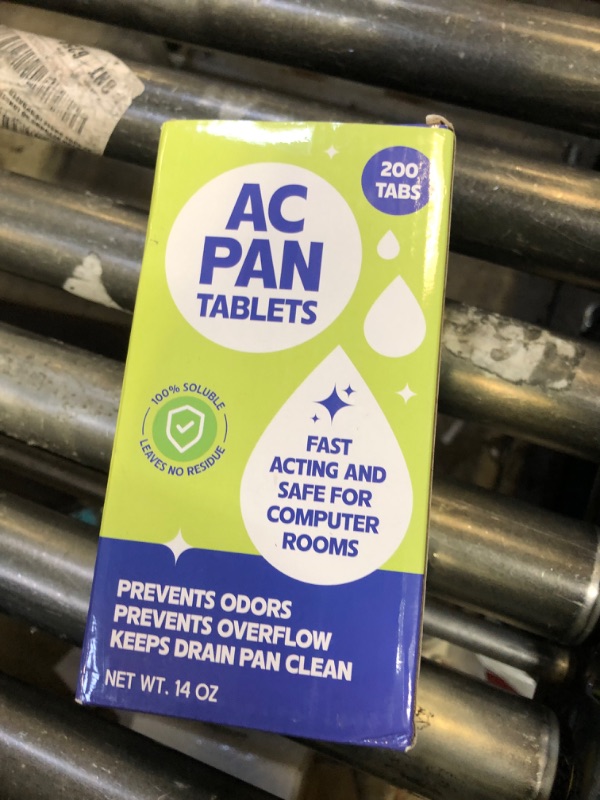 200
TABS
AC
PAN
TABLETS
100% SOLUBLE
LEAVES NO RESIDUE
FAST
ACTING AND
SAFE FOR
COMPUTER
ROOMS
PREVENTS ODORS
PREVENTS OVERFLOW
KEEPS DRAIN PAN CLEAN
NET WT. 14 OZ